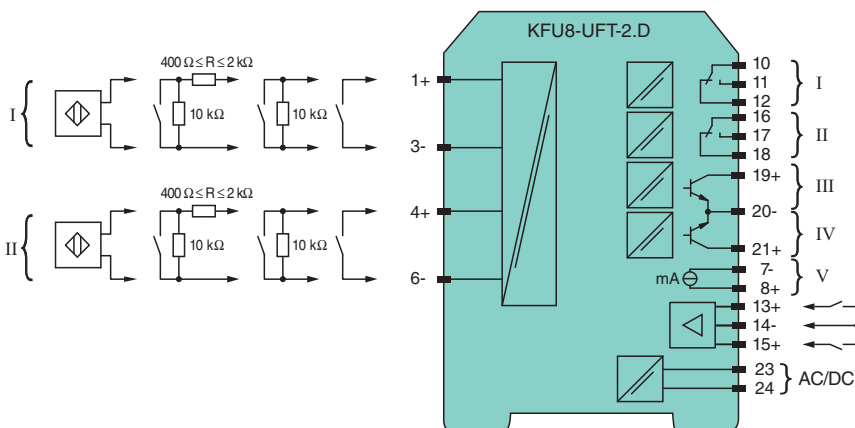 KFU8-UFT-2.D
400 Ω ≤ R ≤ 2 kΩ
I
10 kΩ
10 kΩ
1+
3-
400 Ω ≤ R ≤ 2 kΩ
II
10 kΩ
10 kΩ
4+
6-
10
11
12
I
16
17
18
II
19+
III
20-
IV
21+
7-
mA
V
8+
13+
14-
15+
23
24
AC/DC